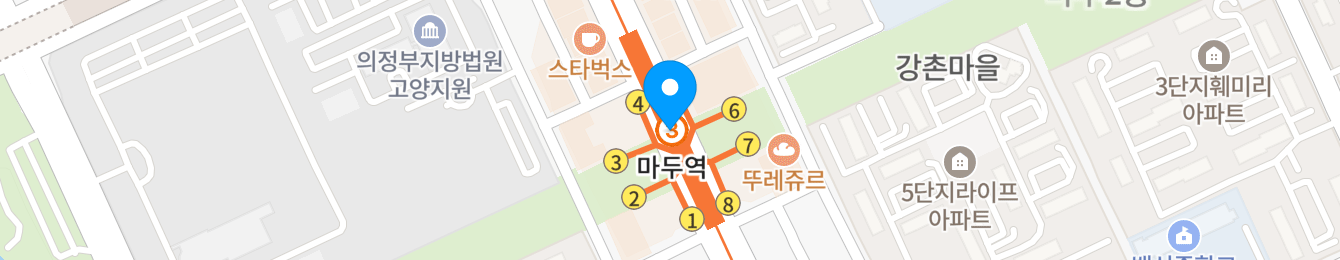 의정부지방법원
고양지원
스타벅스
4
3
6
3
7
마두역
2
8
1
뚜레쥬르
강촌마을
3단지훼미리
아파트
5단지라이프
아파트